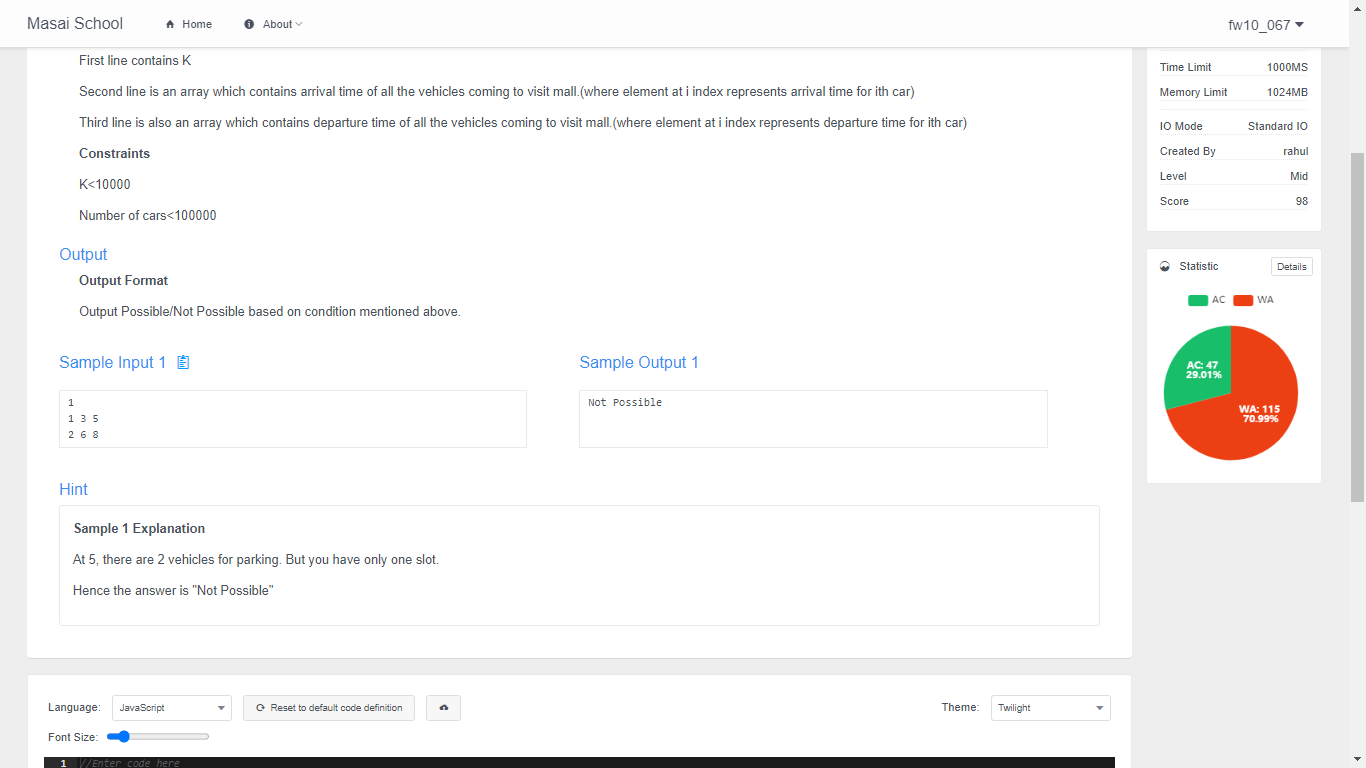 Masai School
Home
About
fw10_067
First line contains K
Second line is an array which contains arrival time of all the vehicles coming to visit mall.(where element at i index represents arrival time for ith car)
Third line is also an array which contains departure time of all the vehicles coming to visit mall.(where element at i index represents departure time for ith car)
Constraints
K<10000
Number of cars<100000
Output
Output Format
Output Possible/Not Possible based on condition mentioned above.
Sample Input 1
1
1 3 5
2 6 8
Sample Output 1
Not Possible
Hint
Sample 1 Explanation
At 5, there are 2 vehicles for parking. But you have only one slot.
Hence the answer is "Not Possible"
Time Limit 1000MS
Memory Limit 1024MB
IO Mode Standard IO
Created By rahul
Level Mid
Score 98
Statistic
Details
AC WA
AC: 47
29.01%
WA: 115
70.99%
Language: JavaScript Reset to default code definition
Theme: Twilight
Font Size:
1 //Enter code here